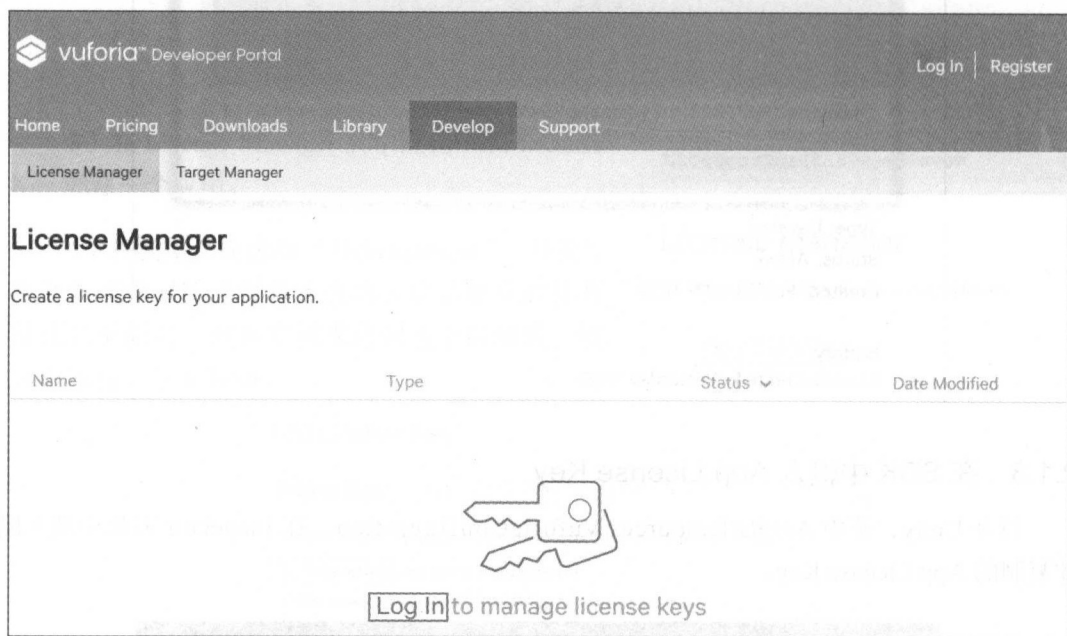 vuforia™ Developer Portal
Log In | Register
Home Pricing Downloads Library Develop Support
License Manager Target Manager
License Manager
Create a license key for your application.
Name Type Status Date Modified
Log In to manage license keys